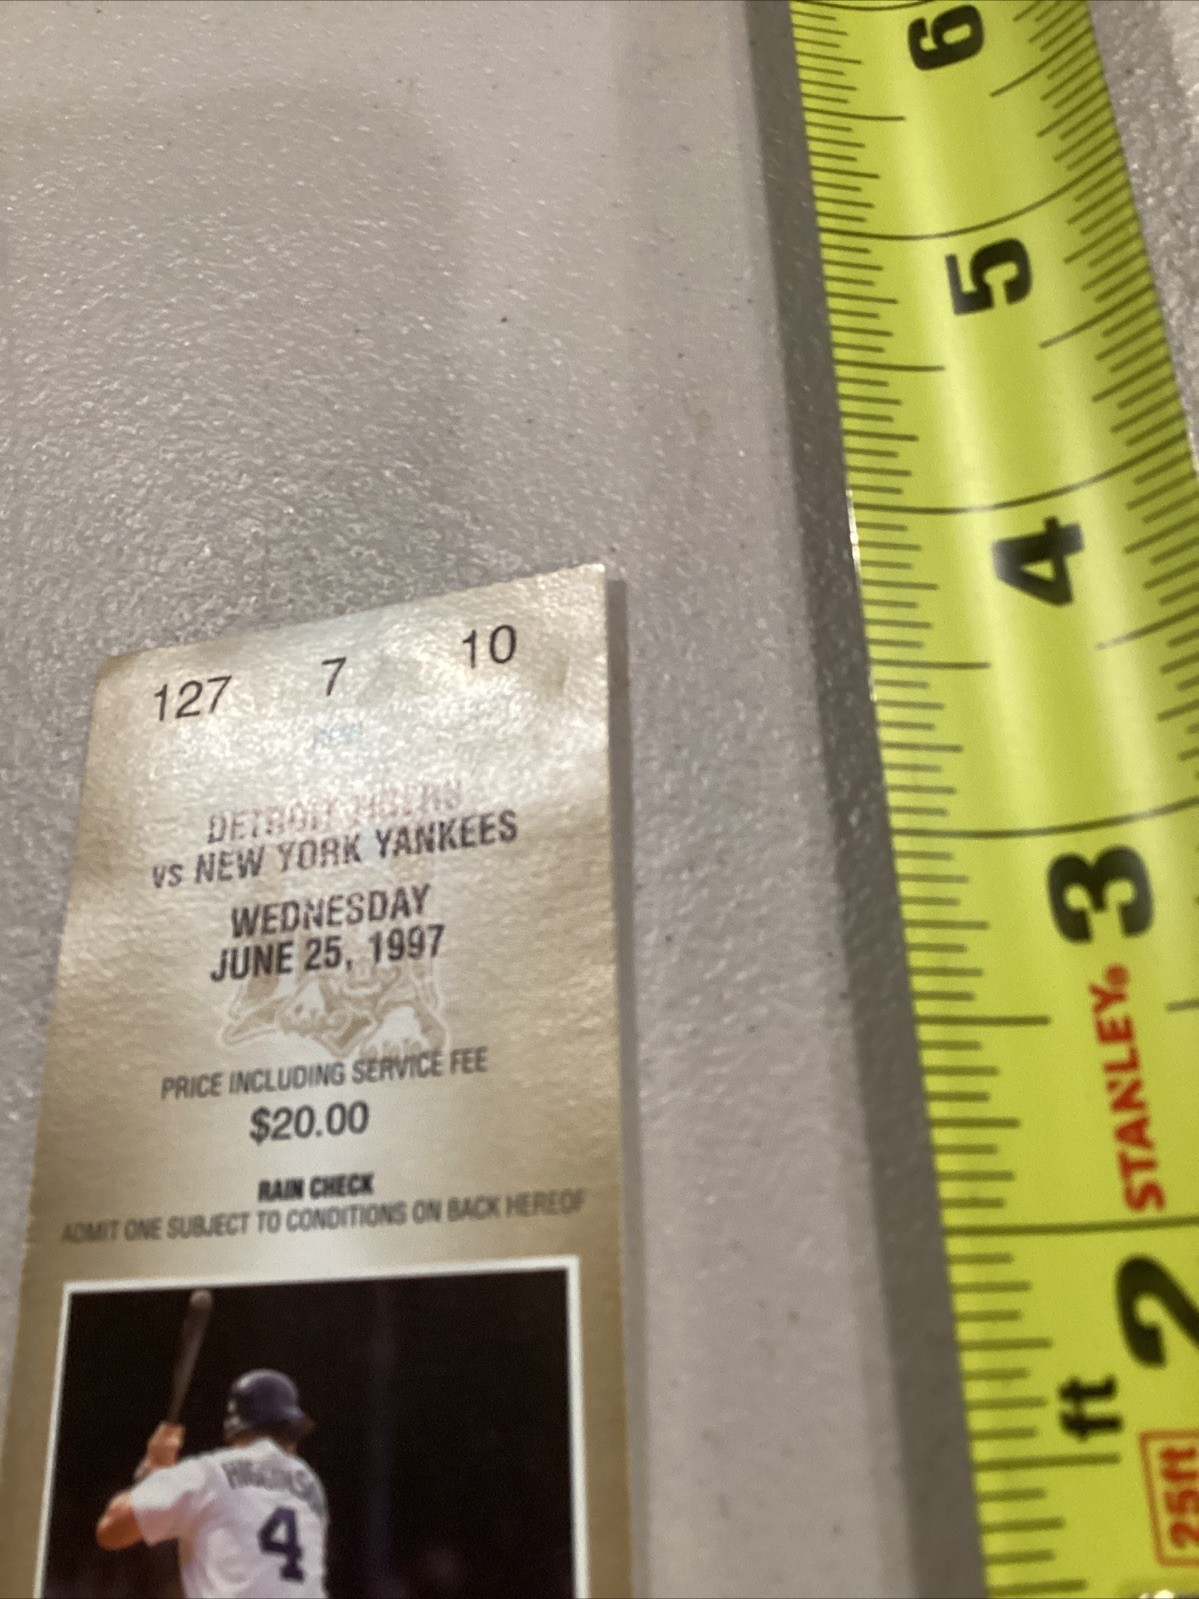 127 7 10
DETROIT TIGERS
vs NEW YORK YANKEES
WEDNESDAY
JUNE 25, 1997
PRICE INCLUDING SERVICE FEE
$20.00
RAIN CHECK
ADMIT ONE SUBJECT TO CONDITIONS ON BACK HEREOF
HIGGINSON
4
6
5
4
3
STANLEY®
2
ft
25ft